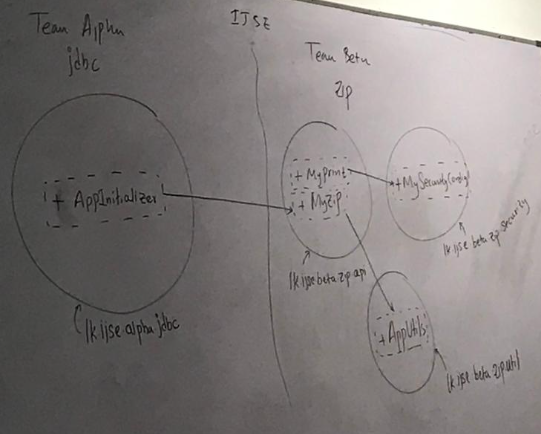 Team Alpha
jdbc
IJSE
Team Beta
zip
+ AppInitializer
+ MyPrint
+ MyZip
+ MySecurityConfig
lk.ijse.beta.zip.security
lk.ijse.beta.zip.api
lk.ijse.alpha.jdbc
+ AppUtils
lk.ijse.beta.zip.util